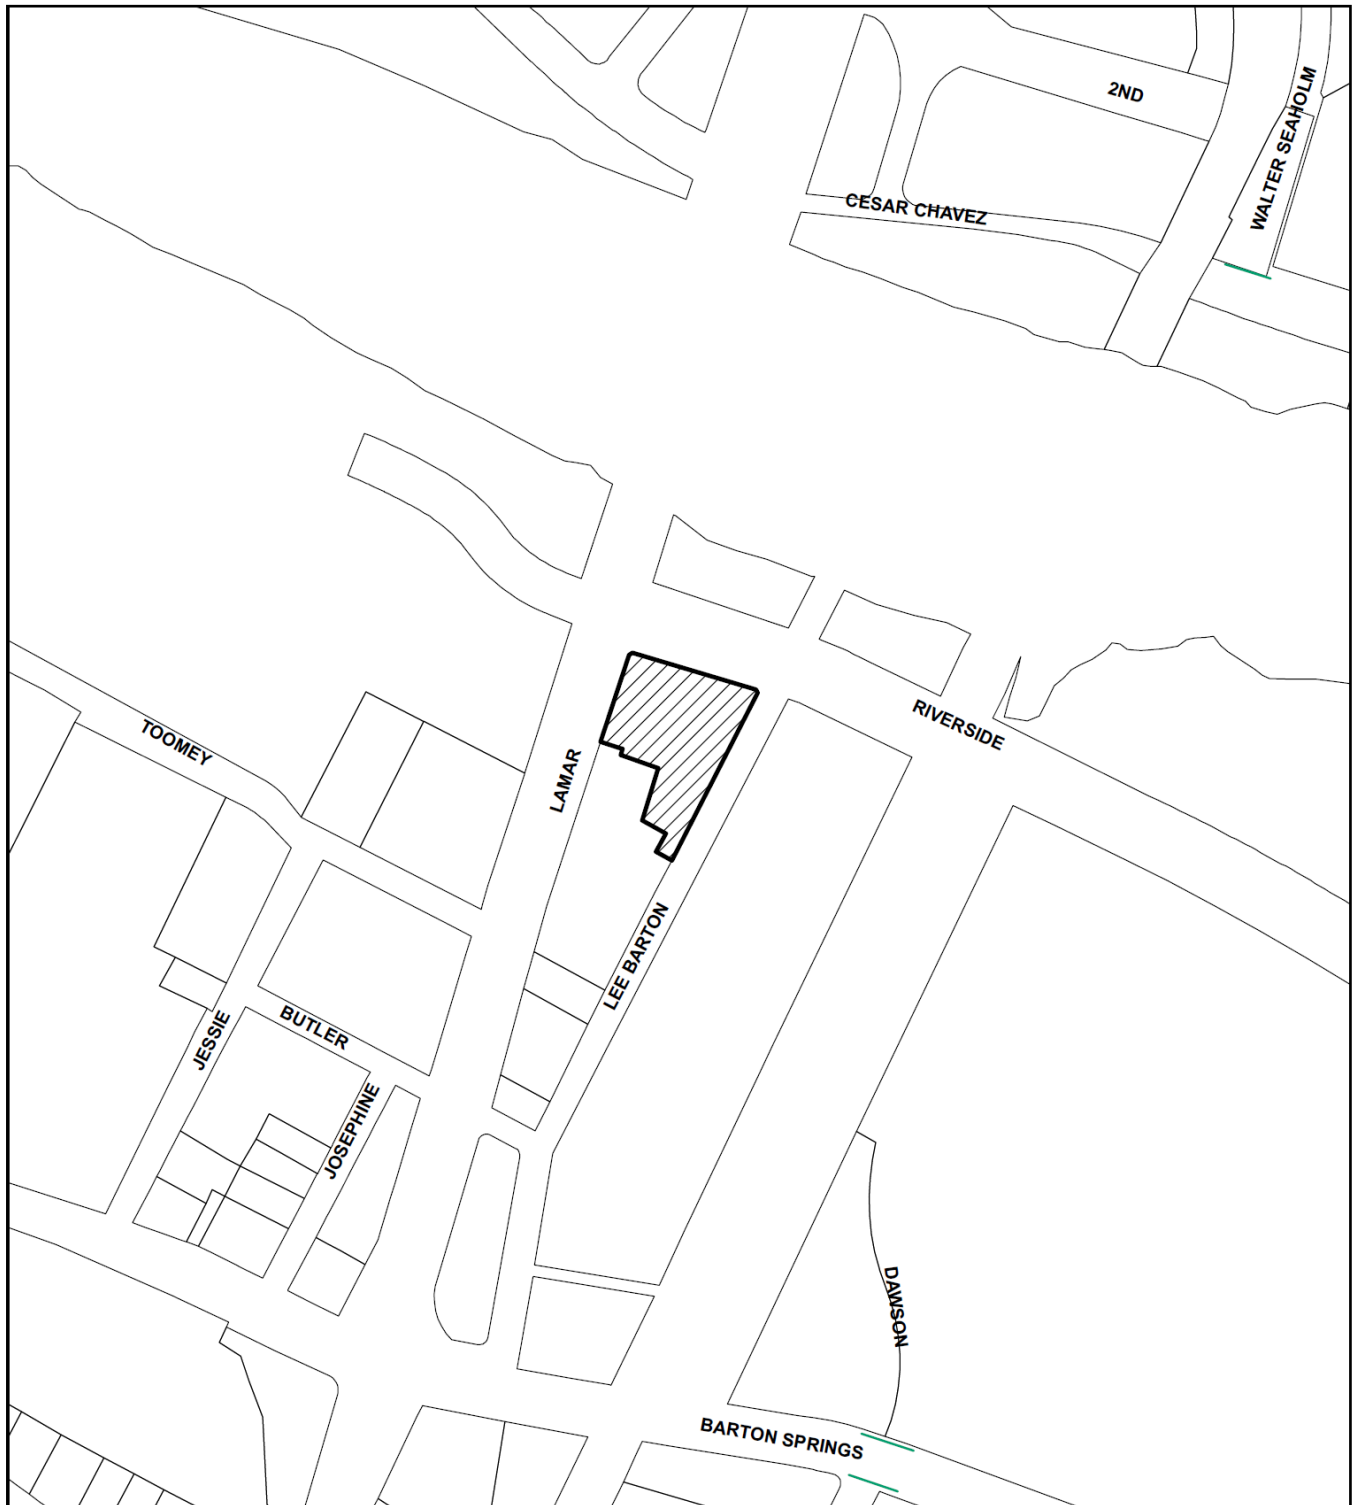 2ND
WALTER SEAHOLM
CESAR CHAVEZ
RIVERSIDE
TOOMEY
LAMAR
LEE BARTON
BUTLER
JESSIE
JOSEPHINE
DAWSON
BARTON SPRINGS